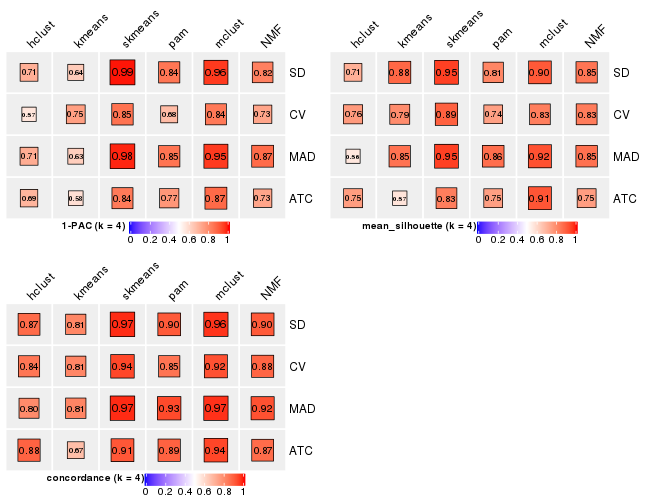 hclust kmeans skmeans pam mclust NMF
0.71 0.64 0.99 0.84 0.96 0.82 SD
0.57 0.75 0.85 0.68 0.84 0.73 CV
0.71 0.63 0.98 0.85 0.95 0.87 MAD
0.69 0.58 0.84 0.77 0.87 0.73 ATC
1-PAC (k = 4)
0 0.2 0.4 0.6 0.8 1
hclust kmeans skmeans pam mclust NMF
0.71 0.88 0.95 0.81 0.90 0.85 SD
0.76 0.79 0.89 0.74 0.83 0.83 CV
0.56 0.85 0.95 0.86 0.92 0.85 MAD
0.75 0.57 0.83 0.75 0.91 0.75 ATC
mean_silhouette (k = 4)
0 0.2 0.4 0.6 0.8 1
hclust kmeans skmeans pam mclust NMF
0.87 0.81 0.97 0.90 0.96 0.90 SD
0.84 0.81 0.94 0.85 0.92 0.88 CV
0.80 0.81 0.97 0.93 0.97 0.92 MAD
0.88 0.67 0.91 0.89 0.94 0.87 ATC
concordance (k = 4)
0 0.2 0.4 0.6 0.8 1